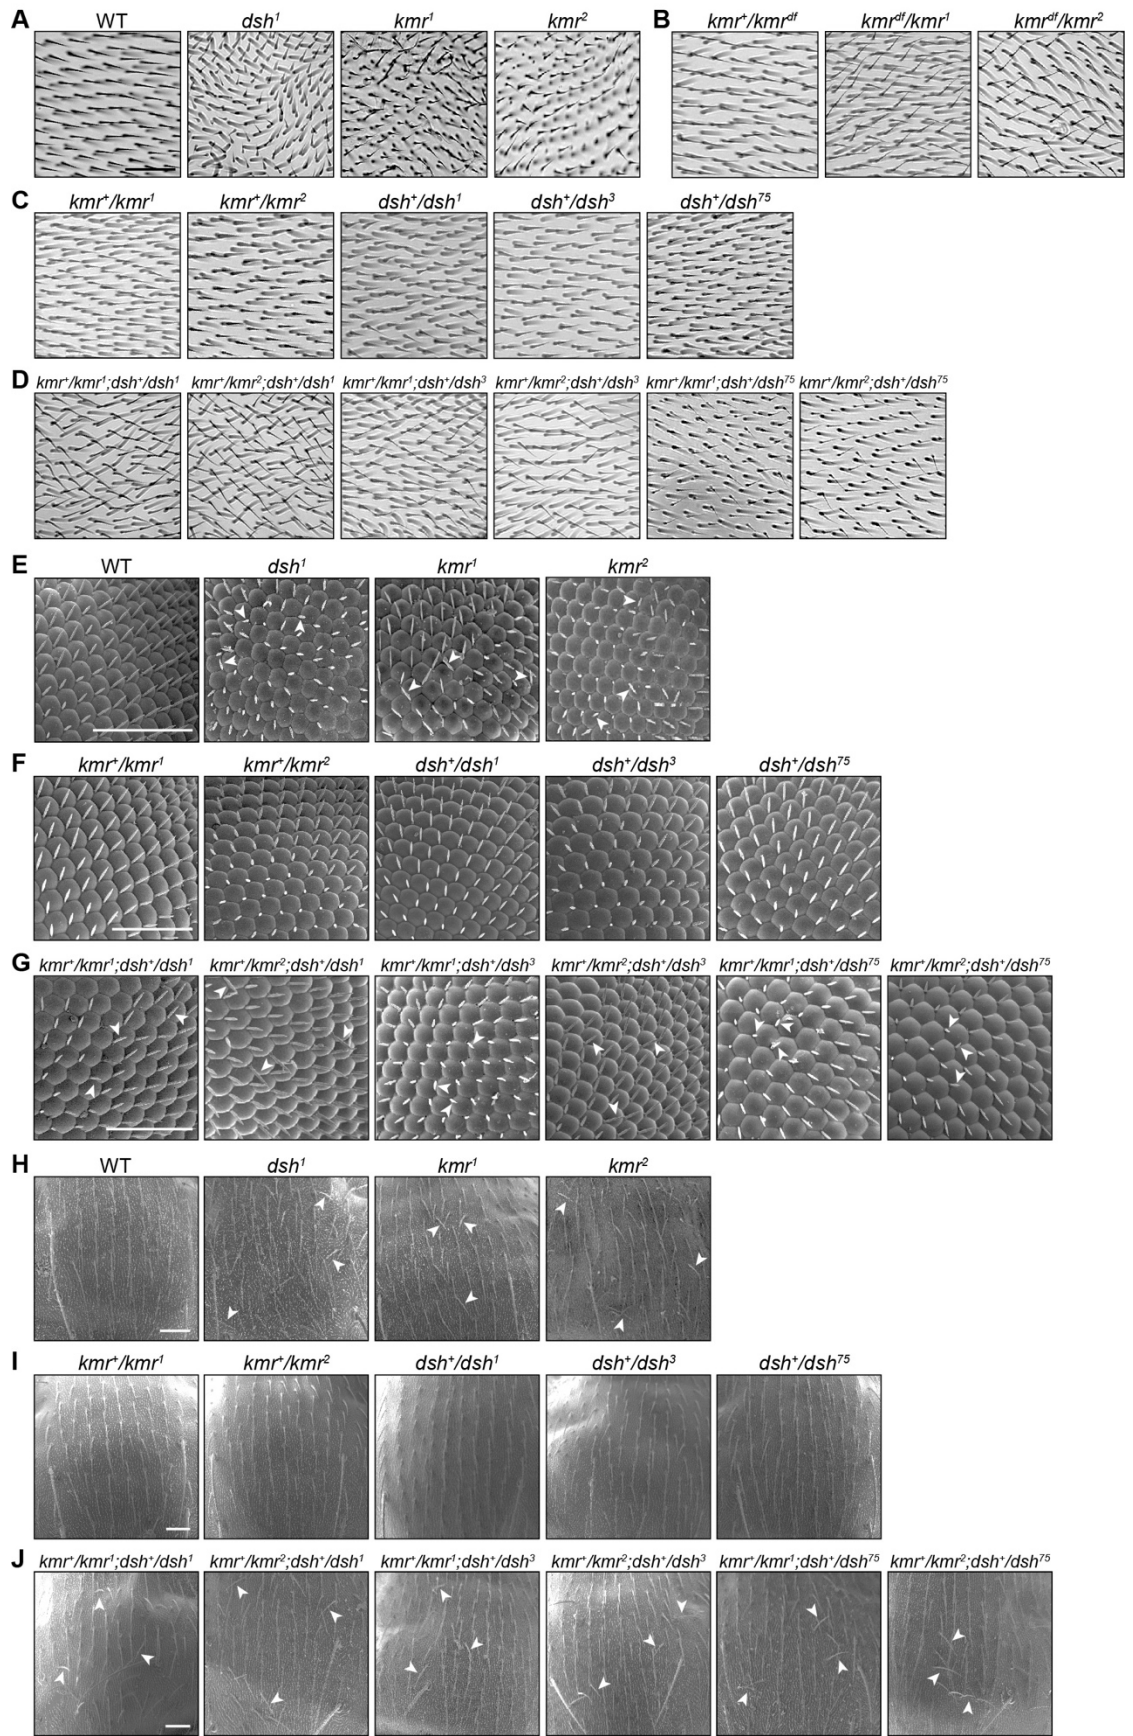 A WT dsh¹ kmr¹ kmr² B kmr⁺/kmrᵈᶠ kmrᵈᶠ/kmr¹ kmrᵈᶠ/kmr²
C kmr⁺/kmr¹ kmr⁺/kmr² dsh⁺/dsh¹ dsh⁺/dsh³ dsh⁺/dsh⁷⁵
D kmr⁺/kmr¹;dsh⁺/dsh¹ kmr⁺/kmr²;dsh⁺/dsh¹ kmr⁺/kmr¹;dsh⁺/dsh³ kmr⁺/kmr²;dsh⁺/dsh³ kmr⁺/kmr¹;dsh⁺/dsh⁷⁵ kmr⁺/kmr²;dsh⁺/dsh⁷⁵
E WT dsh¹ kmr¹ kmr²
F kmr⁺/kmr¹ kmr⁺/kmr² dsh⁺/dsh¹ dsh⁺/dsh³ dsh⁺/dsh⁷⁵
G kmr⁺/kmr¹;dsh⁺/dsh¹ kmr⁺/kmr²;dsh⁺/dsh¹ kmr⁺/kmr¹;dsh⁺/dsh³ kmr⁺/kmr²;dsh⁺/dsh³ kmr⁺/kmr¹;dsh⁺/dsh⁷⁵ kmr⁺/kmr²;dsh⁺/dsh⁷⁵
H WT dsh¹ kmr¹ kmr²
I kmr⁺/kmr¹ kmr⁺/kmr² dsh⁺/dsh¹ dsh⁺/dsh³ dsh⁺/dsh⁷⁵
J kmr⁺/kmr¹;dsh⁺/dsh¹ kmr⁺/kmr²;dsh⁺/dsh¹ kmr⁺/kmr¹;dsh⁺/dsh³ kmr⁺/kmr²;dsh⁺/dsh³ kmr⁺/kmr¹;dsh⁺/dsh⁷⁵ kmr⁺/kmr²;dsh⁺/dsh⁷⁵